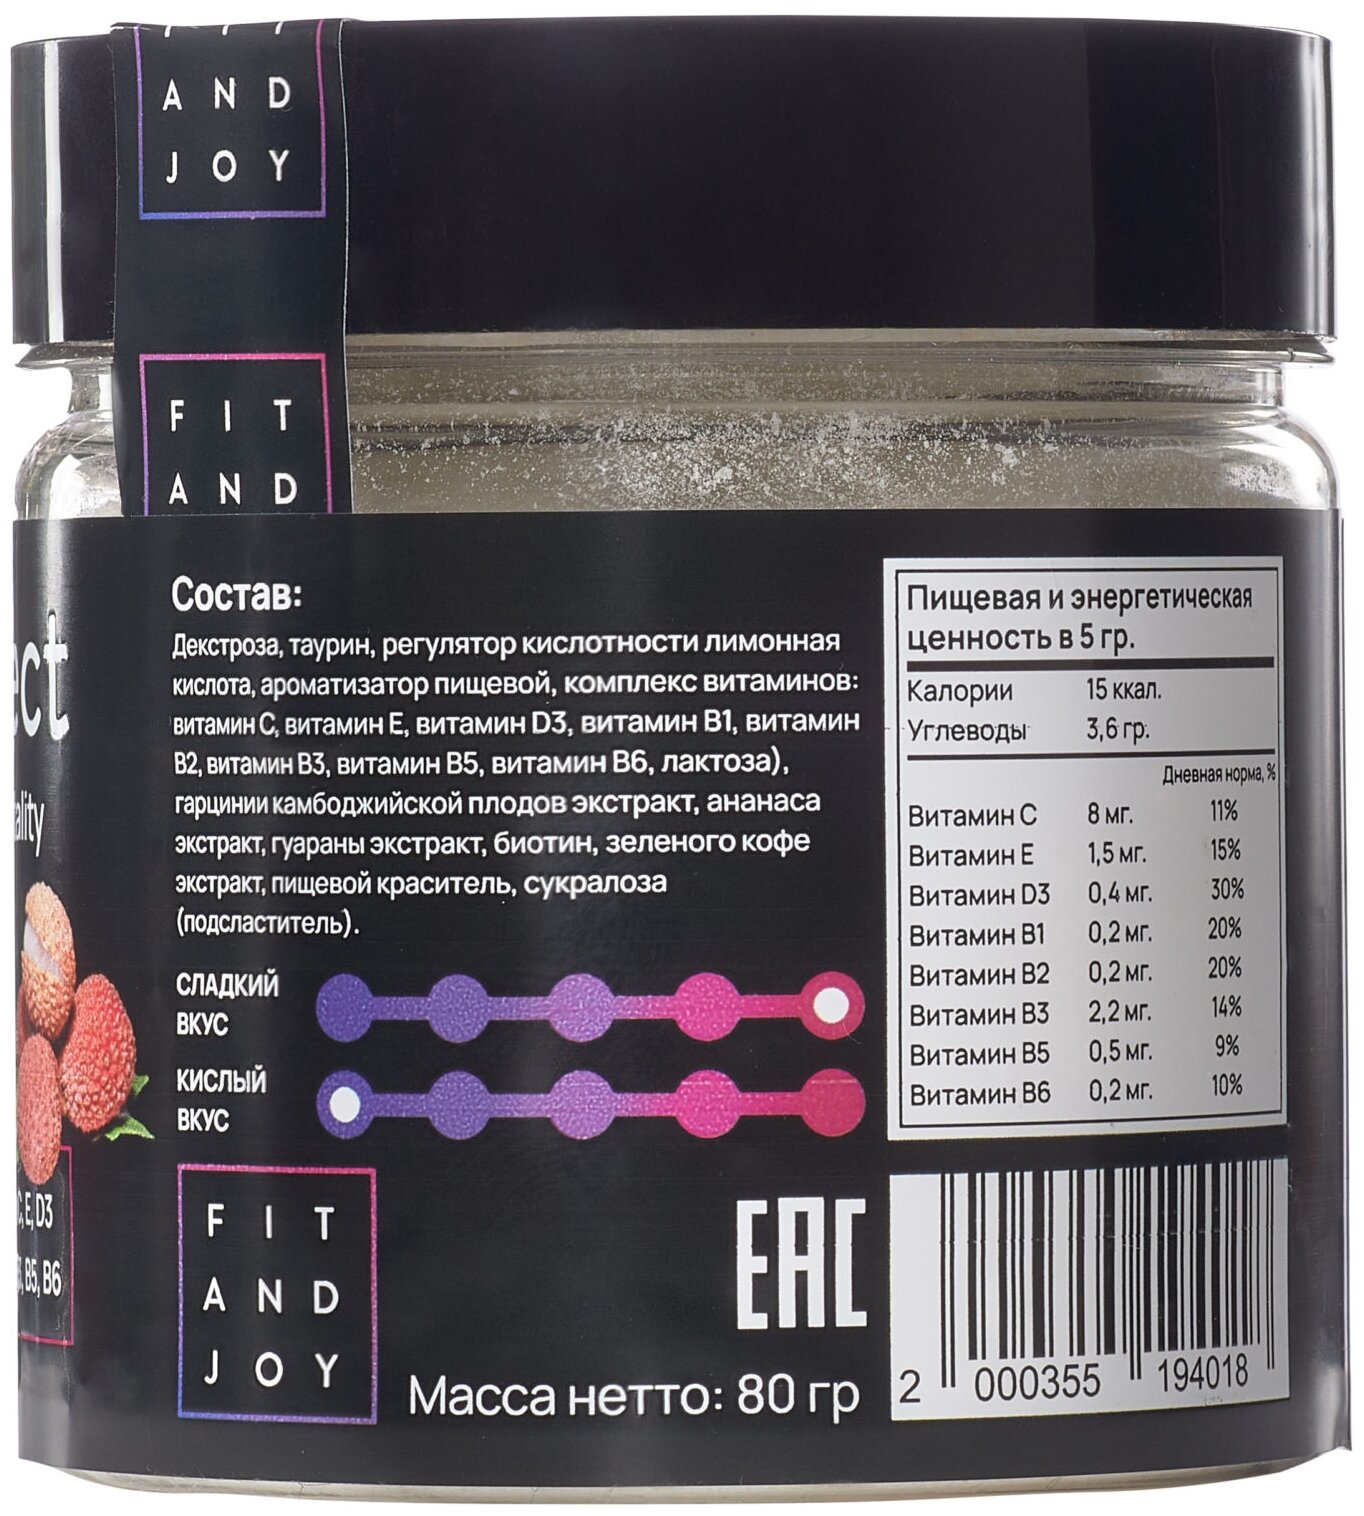 AND
JOY
FIT
AND
Состав:
Декстроза, таурин, регулятор кислотности лимонная
кислота, ароматизатор пищевой, комплекс витаминов:
витамин C, витамин E, витамин D3, витамин B1, витамин
B2, витамин B3, витамин B5, витамин B6, лактоза),
гарцинии камбоджийской плодов экстракт, ананаса
экстракт, гуараны экстракт, биотин, зеленого кофе
экстракт, пищевой краситель, сукралоза
(подсластитель).
СЛАДКИЙ
ВКУС
КИСЛЫЙ
ВКУС
FIT
AND
JOY
EAC
Масса нетто: 80 гр
ect
ality
C, E, D3
B5, B6
Пищевая и энергетическая
ценность в 5 гр.
Калории 15 ккал.
Углеводы 3,6 гр.
Дневная норма, %
Витамин C 8 мг. 11%
Витамин E 1,5 мг. 15%
Витамин D3 0,4 мг. 30%
Витамин B1 0,2 мг. 20%
Витамин B2 0,2 мг. 20%
Витамин B3 2,2 мг. 14%
Витамин B5 0,5 мг. 9%
Витамин B6 0,2 мг. 10%
2 000355 194018